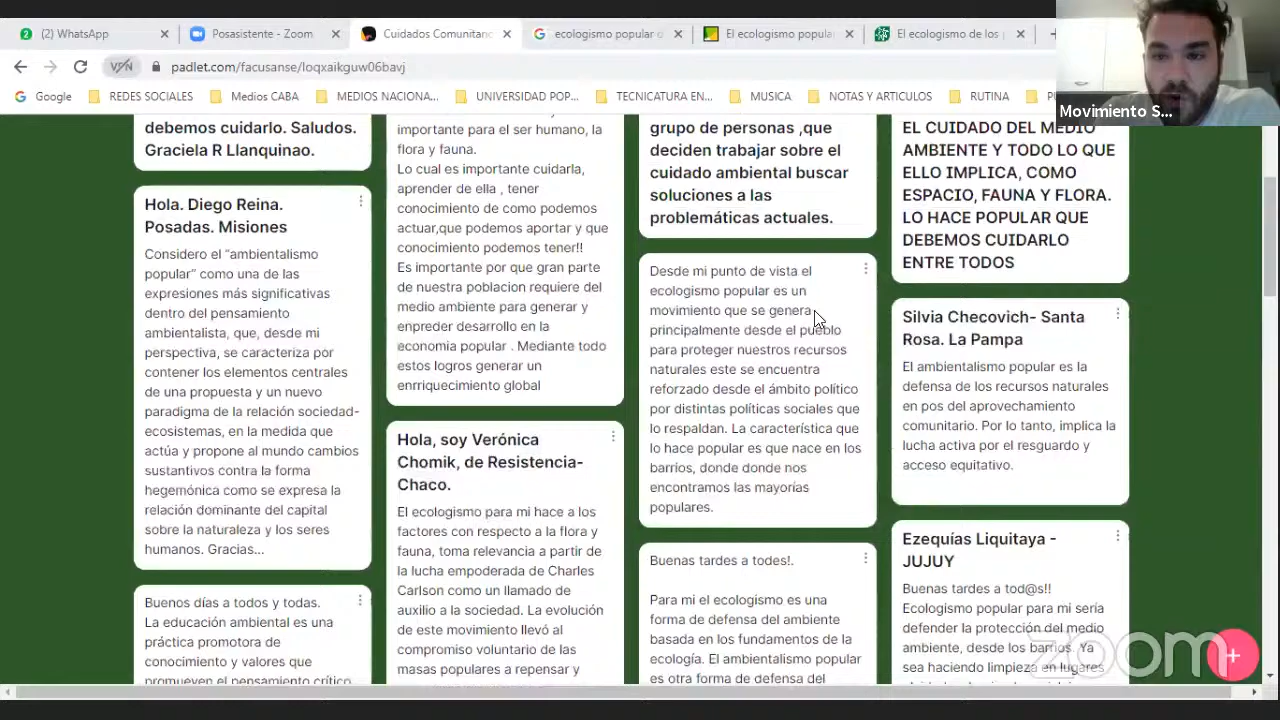 (2) WhatsApp
Posasistente - Zoom
Cuidados Comunitari
ecologismo popular
El ecologismo popula
El ecologismo de los
padlet.com/facusanse/loqxaikguw06bavj
Google
REDES SOCIALES
Medios CABA
MEDIOS NACIONA...
UNIVERSIDAD POP...
TECNICATURA EN...
MUSICA
NOTAS Y ARTICULOS
RUTINA
Movimiento S...
debemos cuidarlo. Saludos.
Graciela R Llanquinao.
Hola. Diego Reina.
Posadas. Misiones
Considero el “ambientalismo
popular” como una de las
expresiones más significativas
dentro del pensamiento
ambientalista, que, desde mi
perspectiva, se caracteriza por
contener los elementos centrales
de una propuesta y un nuevo
paradigma de la relación sociedad-
ecosistemas, en la medida que
actúa y propone al mundo cambios
sustantivos contra la forma
hegemónica como se expresa la
relación dominante del capital
sobre la naturaleza y los seres
humanos. Gracias...
Buenos días a todos y todas.
La educación ambiental es una
práctica promotora de
conocimiento y valores que
promueven el pensamiento crítico
importante para el ser humano, la
flora y fauna.
Lo cual es importante cuidarla,
aprender de ella , tener
conocimiento de como podemos
actuar,que podemos aportar y que
conocimiento podemos tener!!
Es importante por que gran parte
de nuestra poblacion requiere del
medio ambiente para generar y
enpreder desarrollo en la
economia popular . Mediante todo
estos logros generar un
enrriquecimiento global
Hola, soy Verónica
Chomik, de Resistencia-
Chaco.
El ecologismo para mi hace a los
factores con respecto a la flora y
fauna, toma relevancia a partir de
la lucha empoderada de Charles
Carlson como un llamado de
auxilio a la sociedad. La evolución
de este movimiento llevó al
compromiso voluntario de las
masas populares a repensar y
grupo de personas ,que
deciden trabajar sobre el
cuidado ambiental buscar
soluciones a las
problemáticas actuales.
Desde mi punto de vista el
ecologismo popular es un
movimiento que se genera
principalmente desde el pueblo
para proteger nuestros recursos
naturales este se encuentra
reforzado desde el ámbito político
por distintas políticas sociales que
lo respaldan. La característica que
lo hace popular es que nace en los
barrios, donde donde nos
encontramos las mayorías
populares.
Buenas tardes a todes!.
Para mi el ecologismo es una
forma de defensa del ambiente
basada en los fundamentos de la
ecología. El ambientalismo popular
es otra forma de defensa del
EL CUIDADO DEL MEDIO
AMBIENTE Y TODO LO QUE
ELLO IMPLICA, COMO
ESPACIO, FAUNA Y FLORA.
LO HACE POPULAR QUE
DEBEMOS CUIDARLO
ENTRE TODOS
Silvia Checovich- Santa
Rosa. La Pampa
El ambientalismo popular es la
defensa de los recursos naturales
en pos del aprovechamiento
comunitario. Por lo tanto, implica la
lucha activa por el resguardo y
acceso equitativo.
Ezequías Liquitaya -
JUJUY
Buenas tardes a tod@s!!
Ecologismo popular para mi sería
defender la protección del medio
ambiente, desde los barrios. Ya
sea haciendo limpieza en lugares
zoom